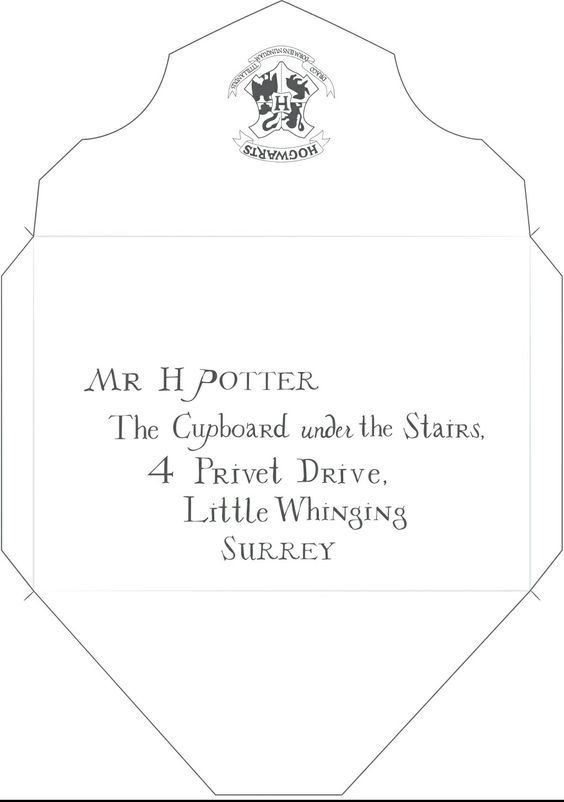 DRACO DORMIENS NUNQUAM TITILLANDUS
H
HOGWARTS
MR H POTTER
The Cupboard under the Stairs,
4 Privet Drive,
Little Whinging
SURREY